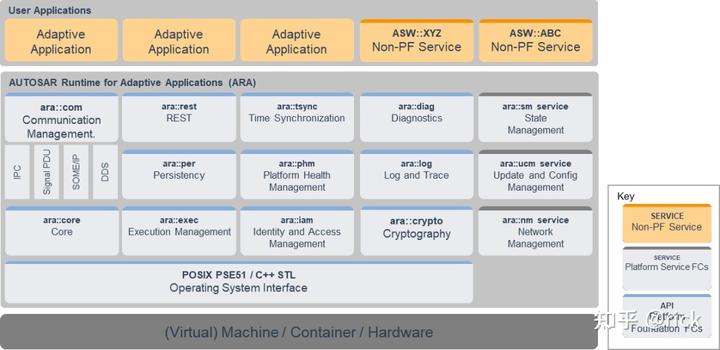 User Applications
Adaptive
Application
Adaptive
Application
Adaptive
Application
ASW::XYZ
Non-PF Service
ASW::ABC
Non-PF Service
AUTOSAR Runtime for Adaptive Applications (ARA)
ara::com
Communication
Management.
ara::rest
REST
ara::tsync
Time Synchronization
ara::diag
Diagnostics
ara::sm service
State
Management
IPC
Signal PDU
SOME/IP
DDS
ara::per
Persistency
ara::phm
Platform Health
Management
ara::log
Log and Trace
ara::ucm service
Update and Config
Management
ara::core
Core
ara::exec
Execution Management
ara::iam
Identity and Access
Management
ara::crypto
Cryptography
ara::nm service
Network
Management
POSIX PSE51 / C++ STL
Operating System Interface
(Virtual) Machine / Container / Hardware
Key
SERVICE
Non-PF Service
SERVICE
Platform Service FCs
API
Platform
Foundation FCs
知乎 @rick